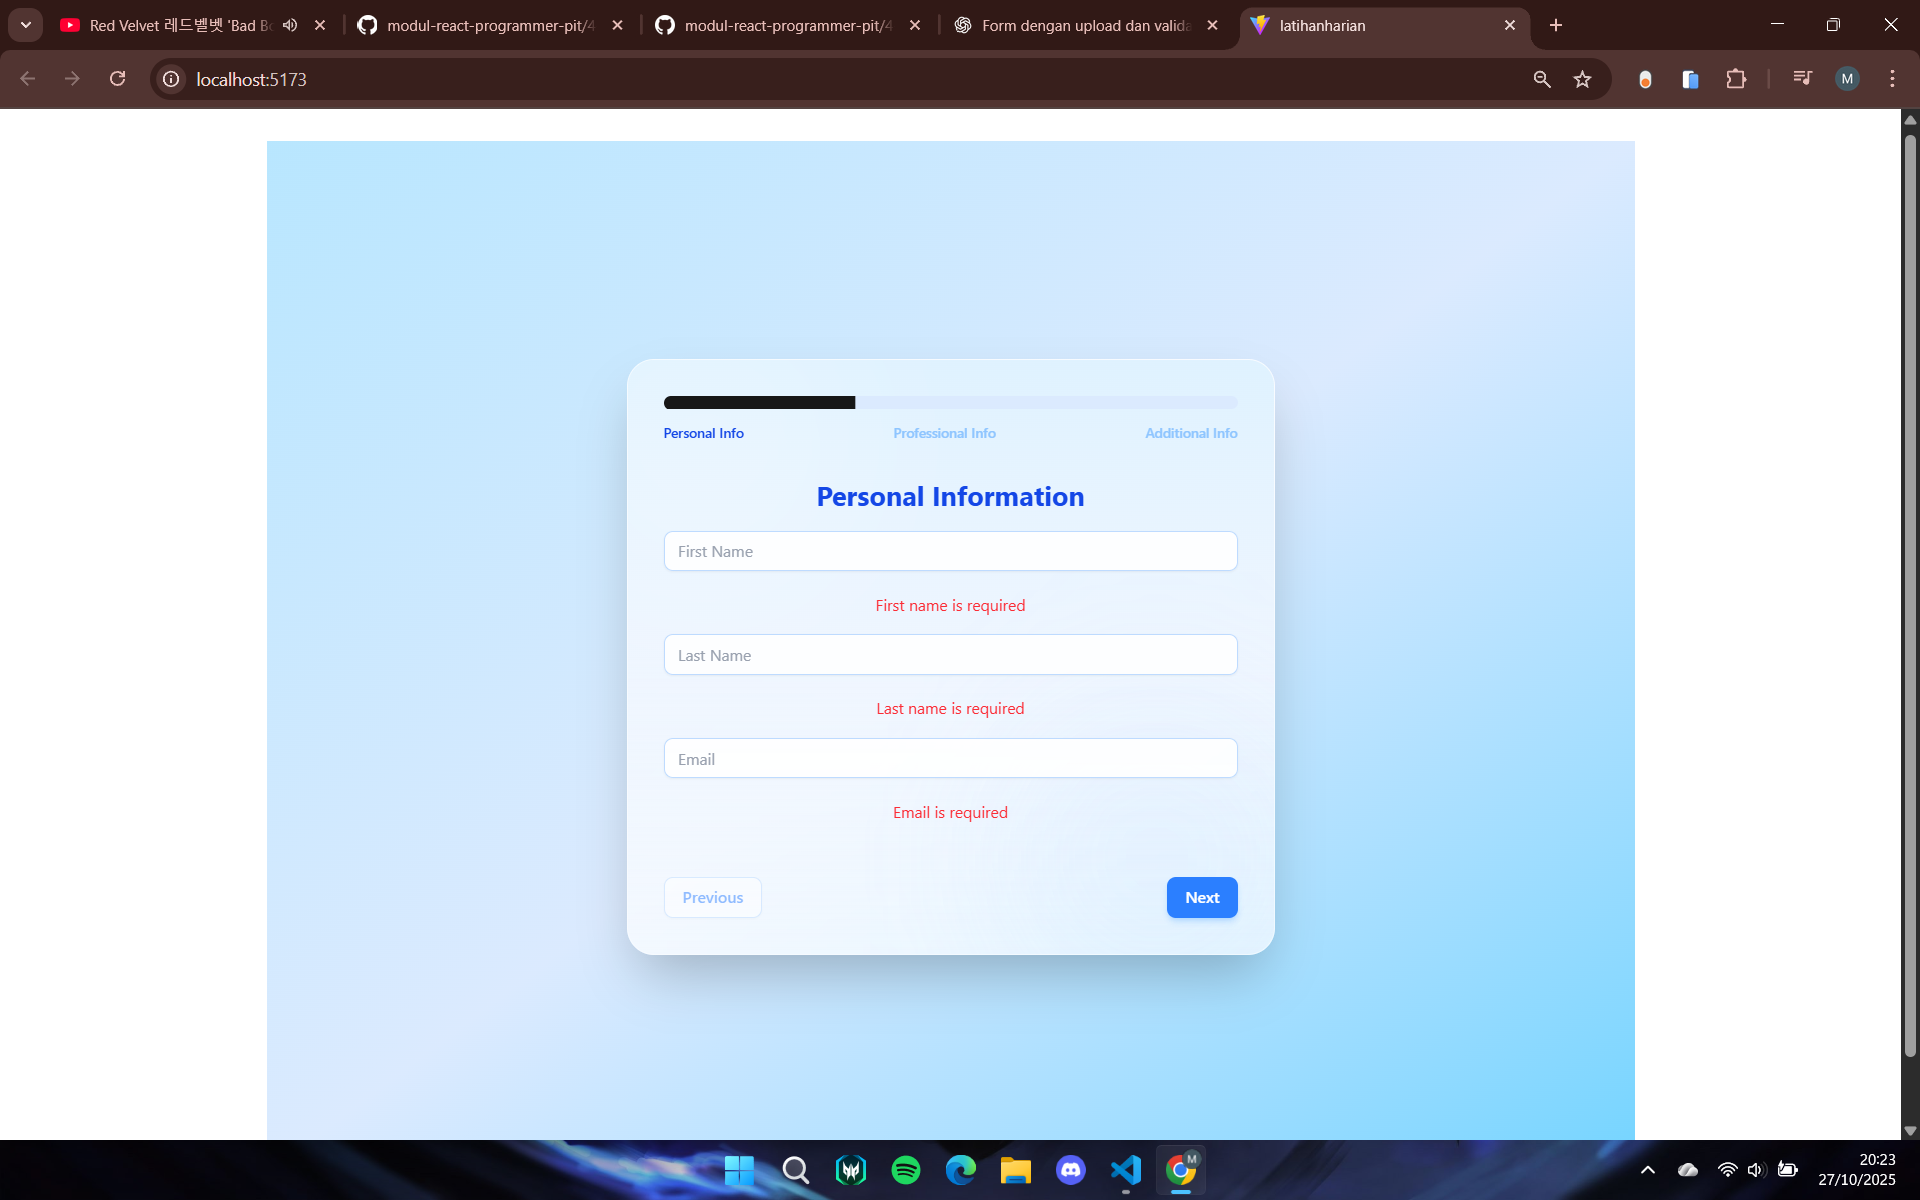 Red Velvet 레드벨벳 'Bad Bo
modul-react-programmer-pit/4
modul-react-programmer-pit/4
Form dengan upload dan valida
latihanharian
localhost:5173
M
Personal Info
Professional Info
Additional Info
Personal Information
First Name
First name is required
Last Name
Last name is required
Email
Email is required
Previous
Next
M
20:23
27/10/2025